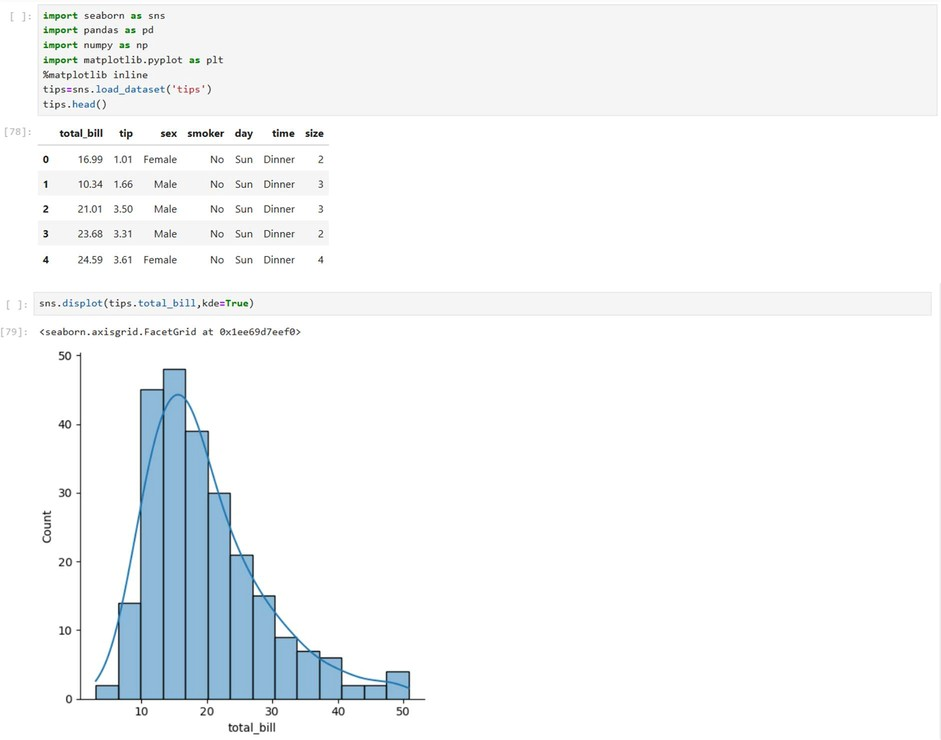 [ ]:
import seaborn as sns
import pandas as pd
import numpy as np
import matplotlib.pyplot as plt
%matplotlib inline
tips=sns.load_dataset('tips')
tips.head()
[78]:
total_bill tip sex smoker day time size
0 16.99 1.01 Female No Sun Dinner 2
1 10.34 1.66 Male No Sun Dinner 3
2 21.01 3.50 Male No Sun Dinner 3
3 23.68 3.31 Male No Sun Dinner 2
4 24.59 3.61 Female No Sun Dinner 4
[ ]: sns.displot(tips.total_bill,kde=True)
[79]: <seaborn.axisgrid.FacetGrid at 0x1ee69d7eef0>
50
40
30
20
10
0
Count
10 20 30 40 50
total_bill